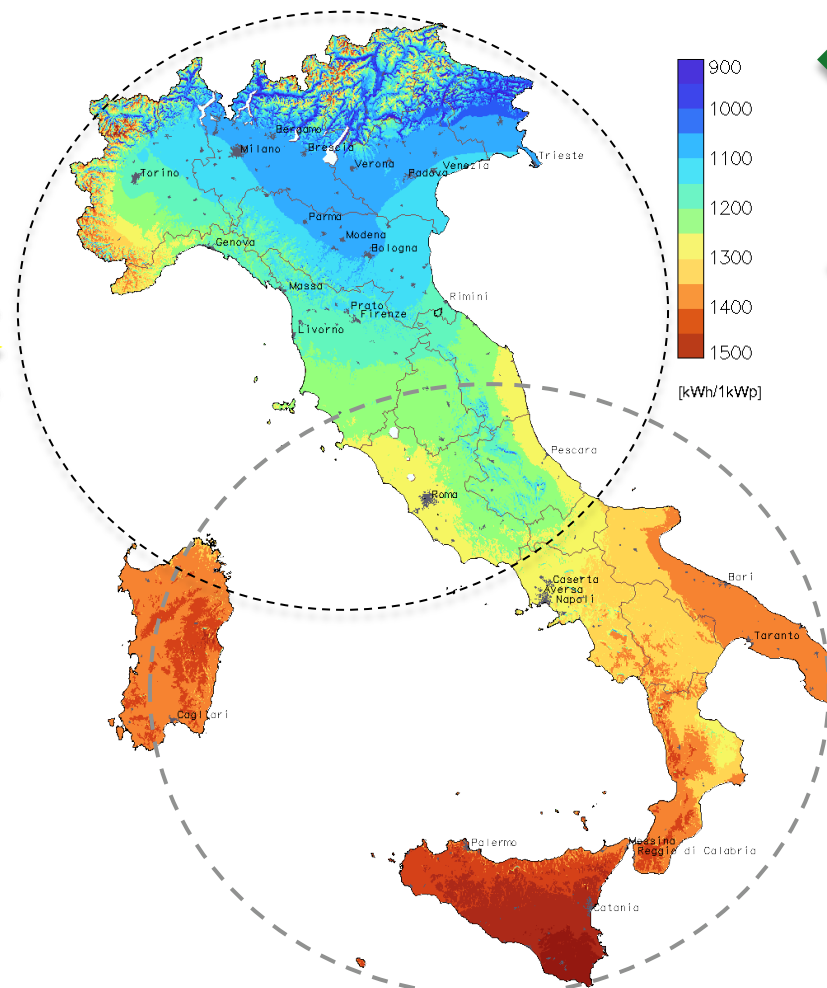 900
1000
1100
1200
1300
1400
1500
[kWh/1kWp]
Bergamo
Milano
Brescia
Trieste
Verona
Venezia
Padova
Torino
Parma
Modena
Genova
Bologna
Massa
Rimini
Prato
Firenze
Livorno
Pescara
Roma
Bari
Caserta
Aversa
Napoli
Taranto
Cagliari
Messina
Palermo
Reggio di Calabria
Catania